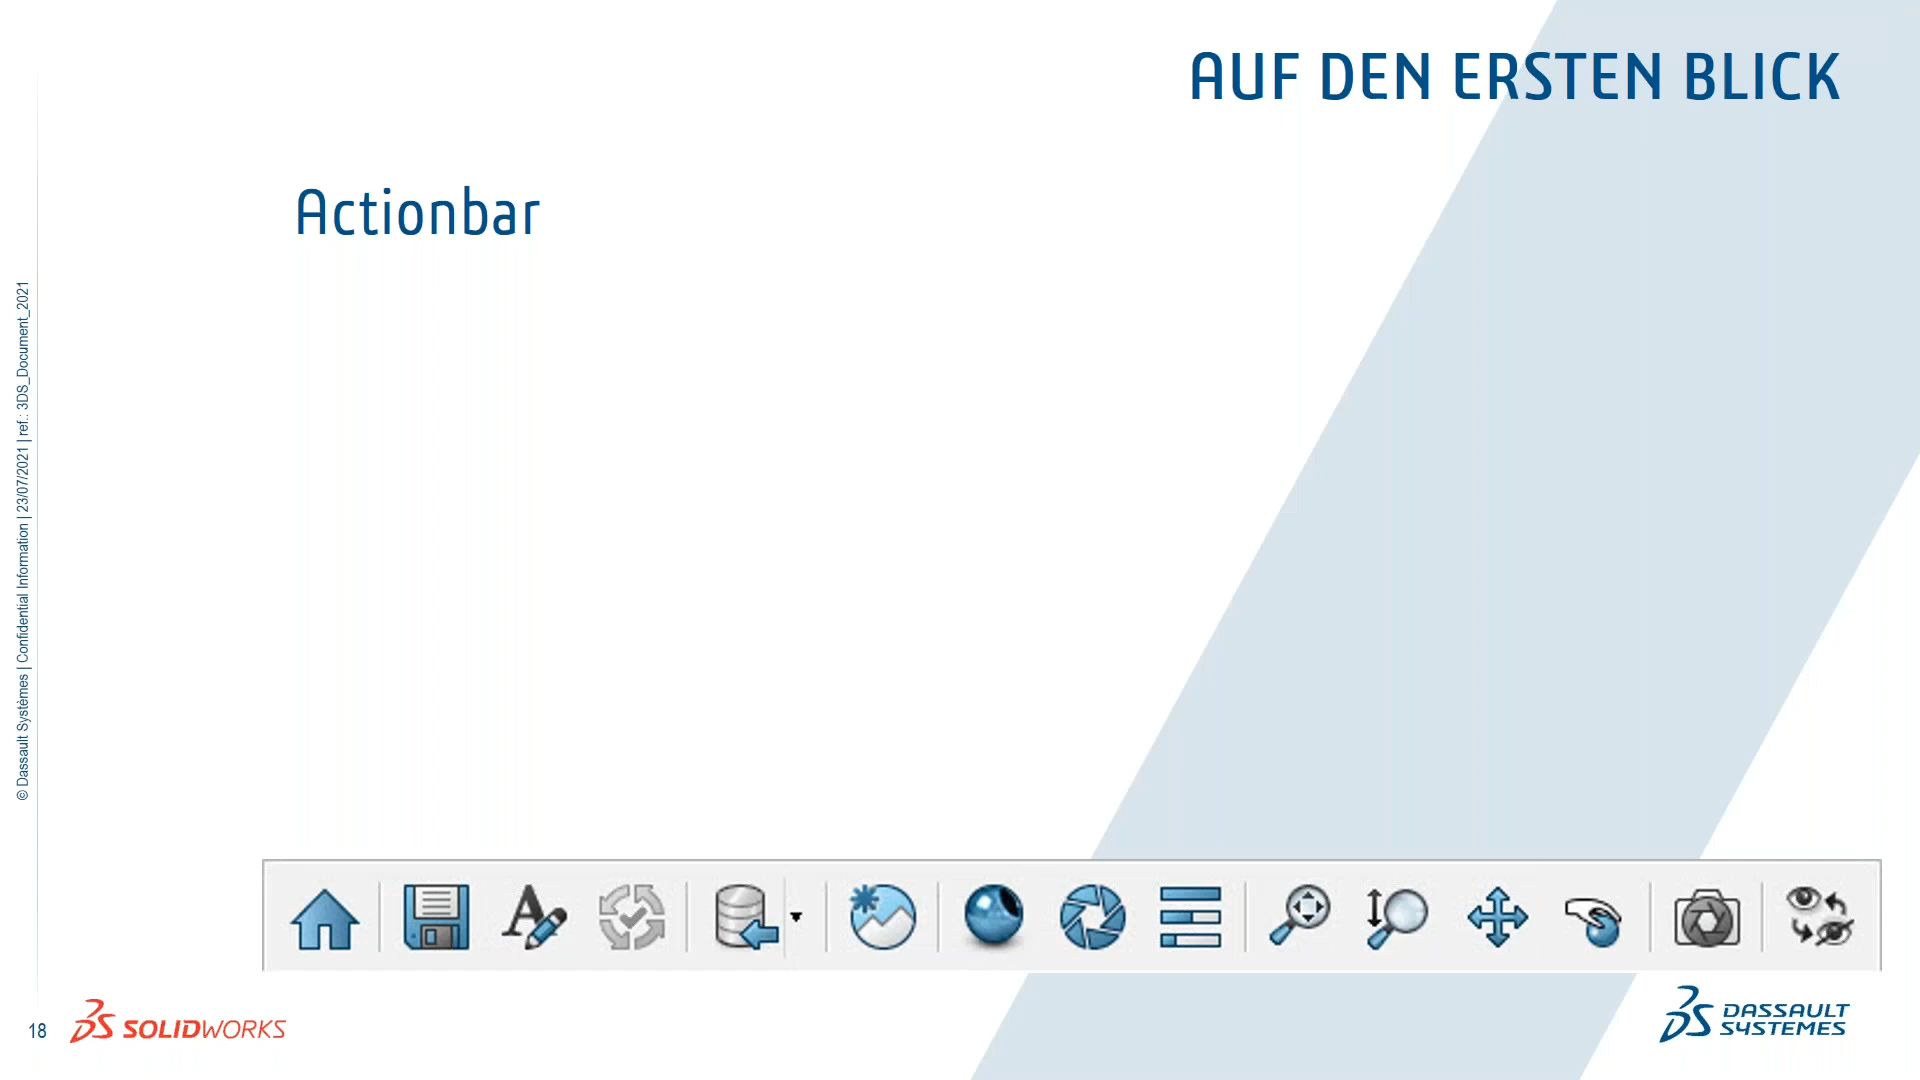 AUF DEN ERSTEN BLICK
Actionbar
© Dassault Systèmes | Confidential Information | 23/07/2021 | ref.: 3DS_Document_2021
18
SOLIDWORKS
DASSAULT
SYSTEMES